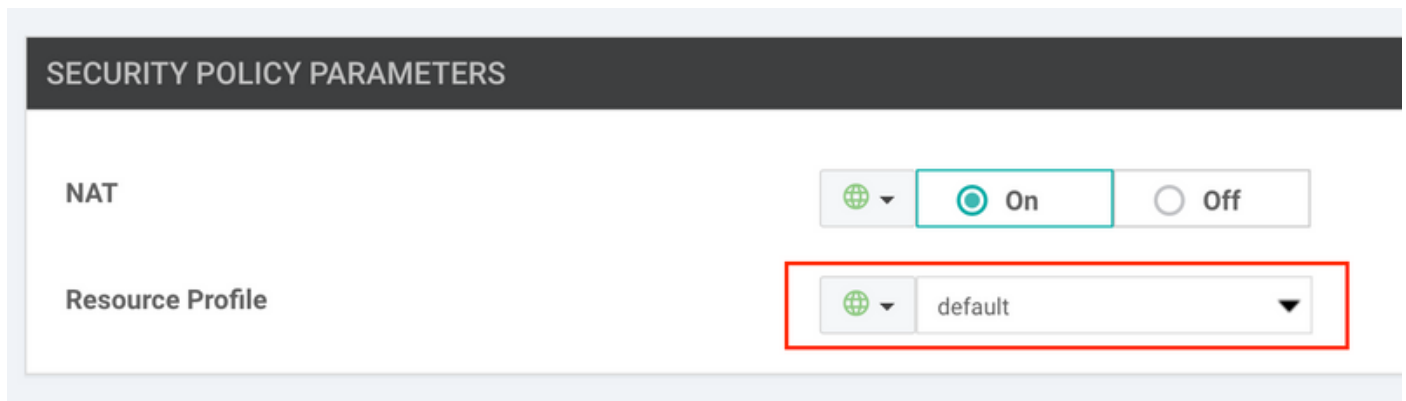 SECURITY POLICY PARAMETERS
NAT
On
Off
Resource Profile
default